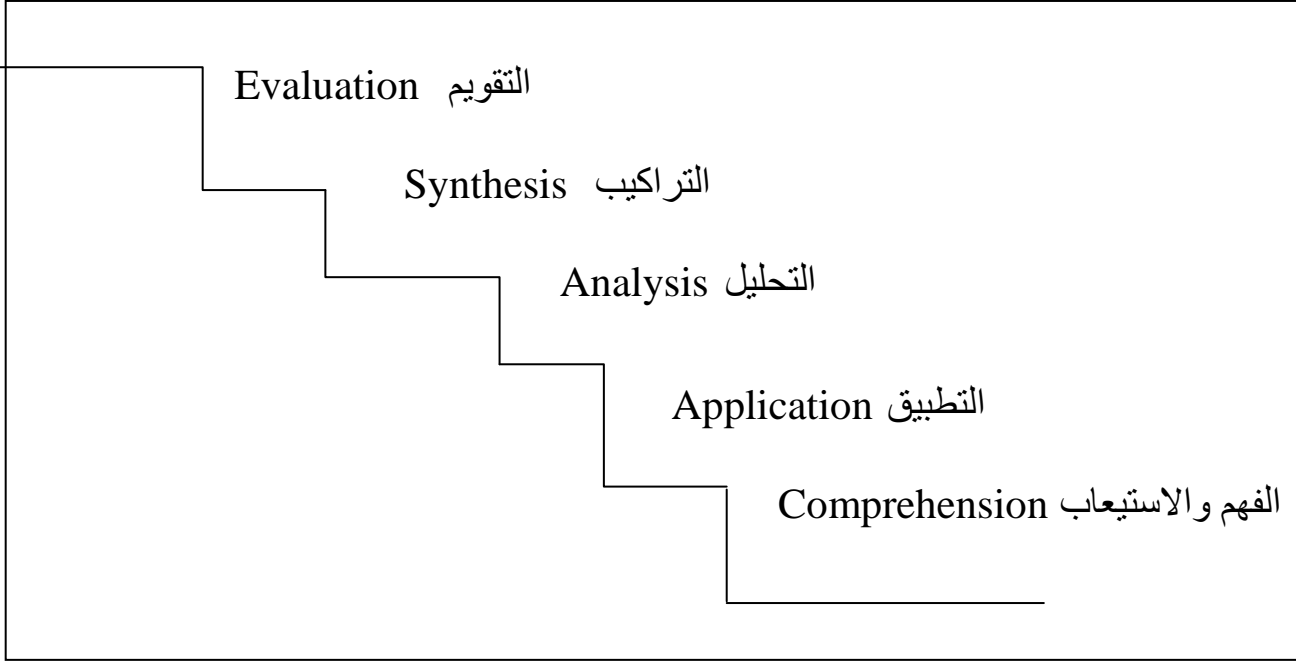 التقويم Evaluation
التراكيب Synthesis
التحليل Analysis
التطبيق Application
الفهم والاستيعاب Comprehension